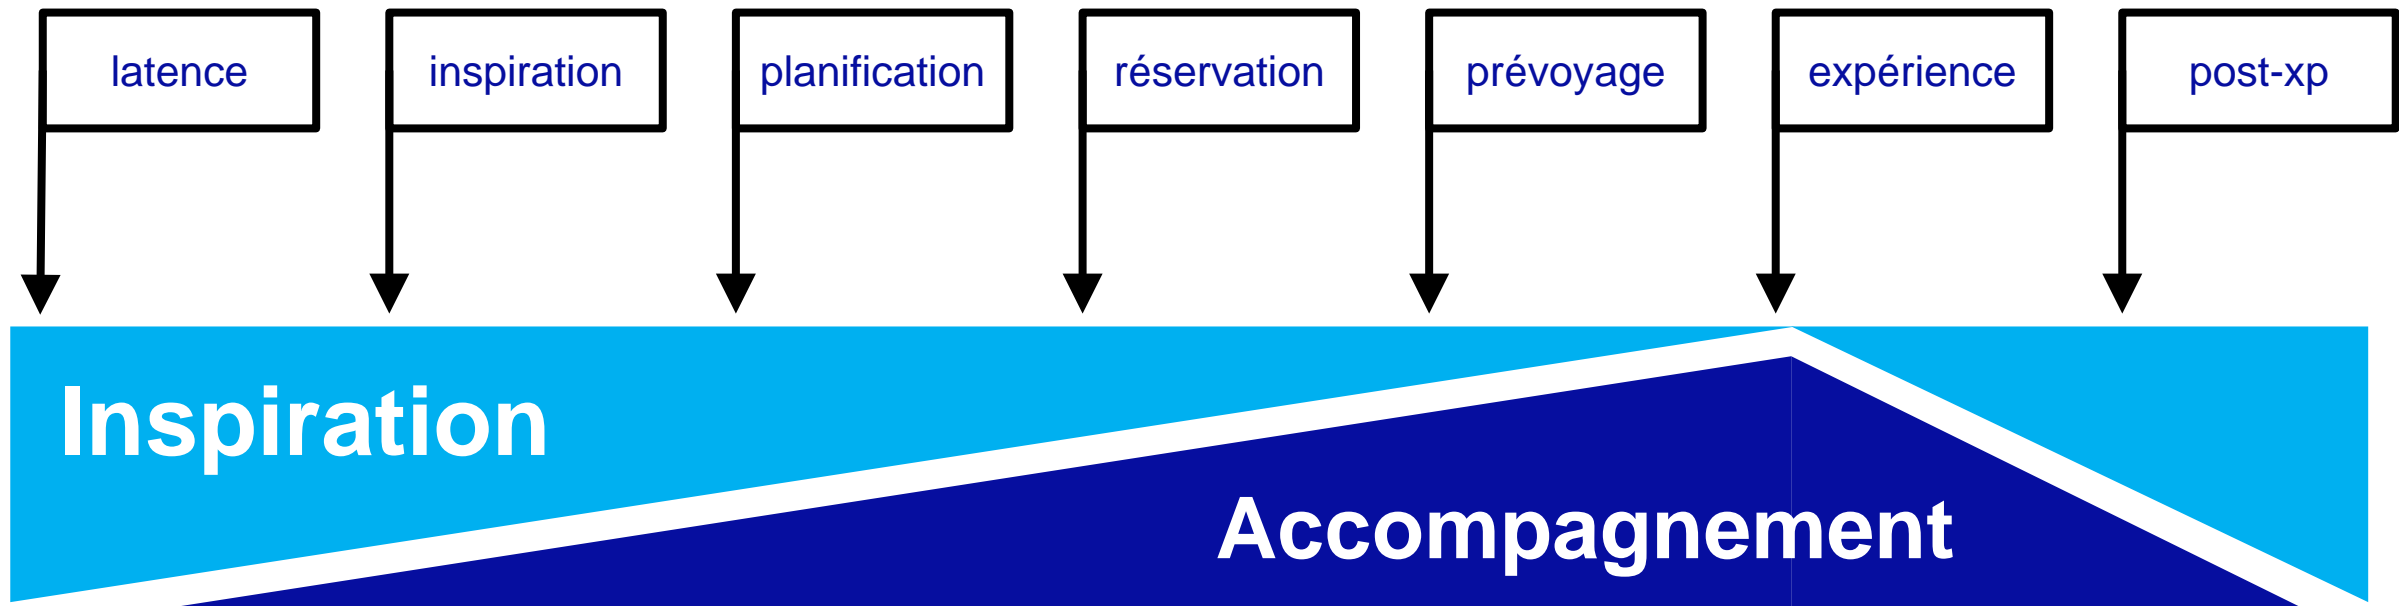 latence
inspiration
planification
réservation
prévoyage
expérience
post-xp
Inspiration
Accompagnement